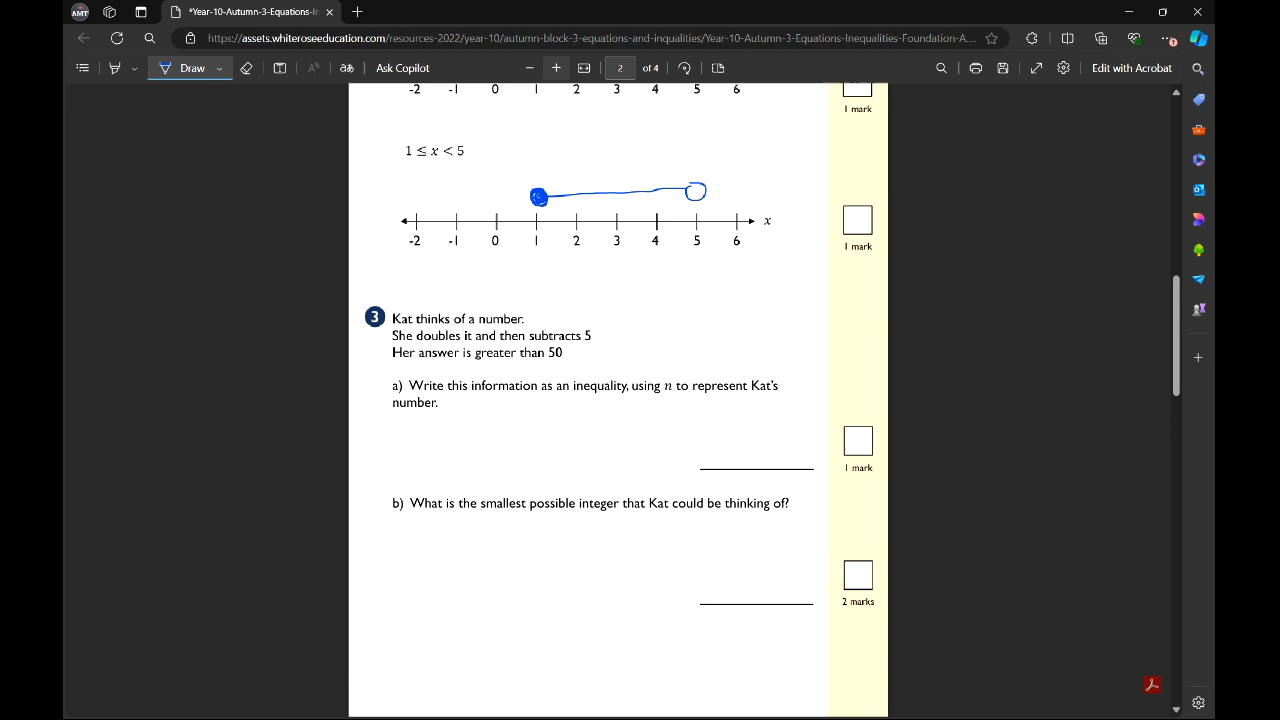 AMT
*Year-10-Autumn-3-Equations-In
https://assets.whiteroseeducation.com/resources-2022/year-10/autumn-block-3-equations-and-inqualities/Year-10-Autumn-3-Equations-Inequalities-Foundation-A...
Draw
Ask Copilot
2 of 4
Edit with Acrobat
-2 -1 0 1 2 3 4 5 6
1 mark
1 ≤ x < 5
x
-2 -1 0 1 2 3 4 5 6
1 mark
3 Kat thinks of a number.
She doubles it and then subtracts 5
Her answer is greater than 50
a) Write this information as an inequality, using n to represent Kat's
number.
1 mark
b) What is the smallest possible integer that Kat could be thinking of?
2 marks